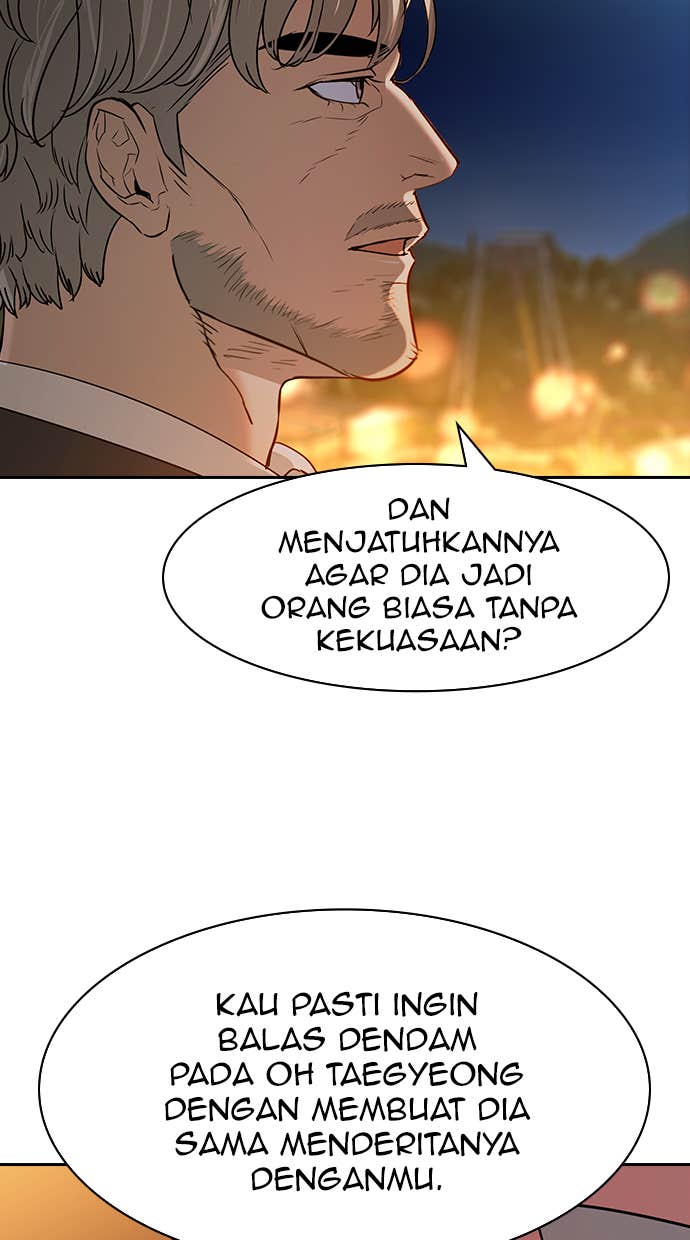 DAN
MENJATUHKANNYA
AGAR DIA JADI
ORANG BIASA TANPA
KEKUASAAN?
KAU PASTI INGIN
BALAS DENDAM
PADA OH TAEGYEONG
DENGAN MEMBUAT DIA
SAMA MENDERITANYA
DENGANMU.